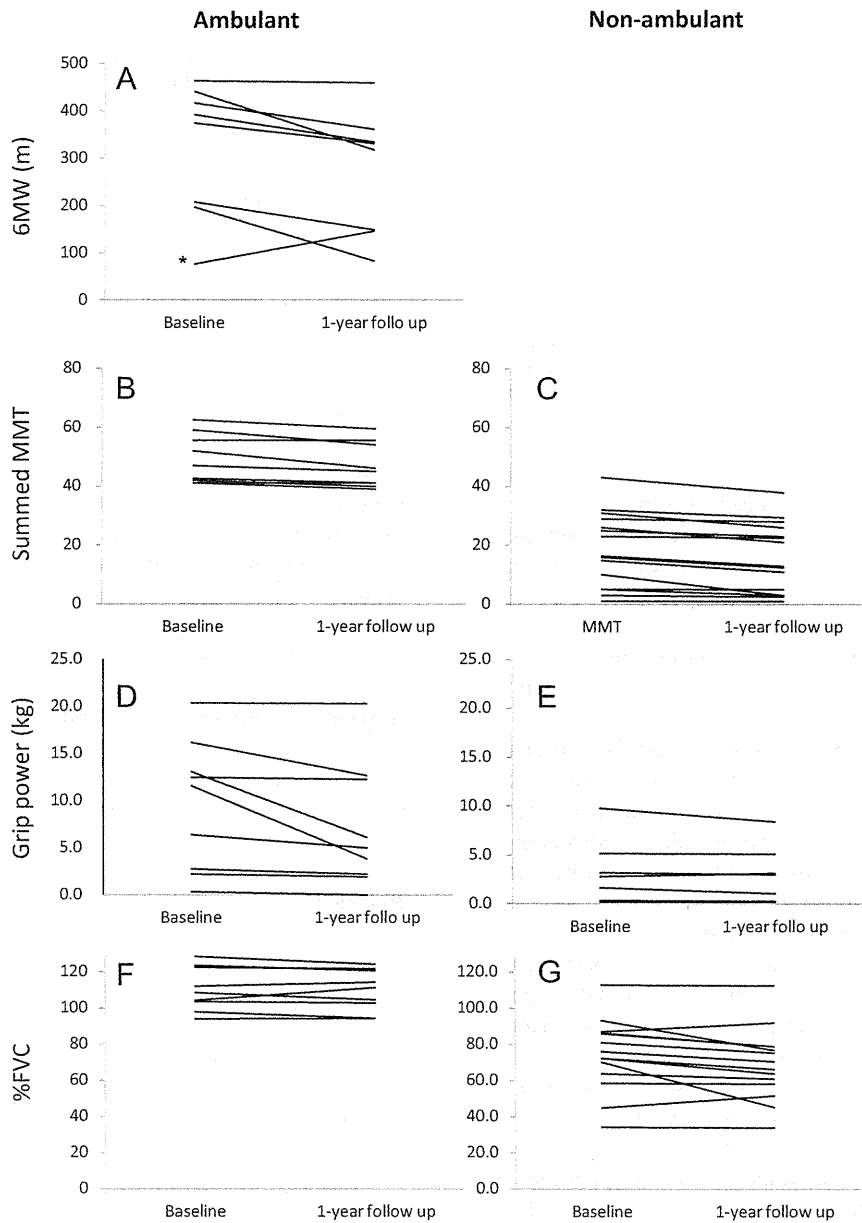 Ambulant
Non-ambulant
A
6MW (m)
500
400
300
200
100
0
*
Baseline
1-year follo up
B
Summed MMT
80
60
40
20
0
Baseline
1-year follow up
C
80
60
40
20
0
MMT
1-year follow up
D
Grip power (kg)
25.0
20.0
15.0
10.0
5.0
0.0
Baseline
1-year follo up
E
25.0
20.0
15.0
10.0
5.0
0.0
Baseline
1-year follo up
F
%FVC
120
100
80
60
40
20
0
Baseline
1-year follow up
G
120.0
100.0
80.0
60.0
40.0
20.0
0.0
Baseline
1-year follow up